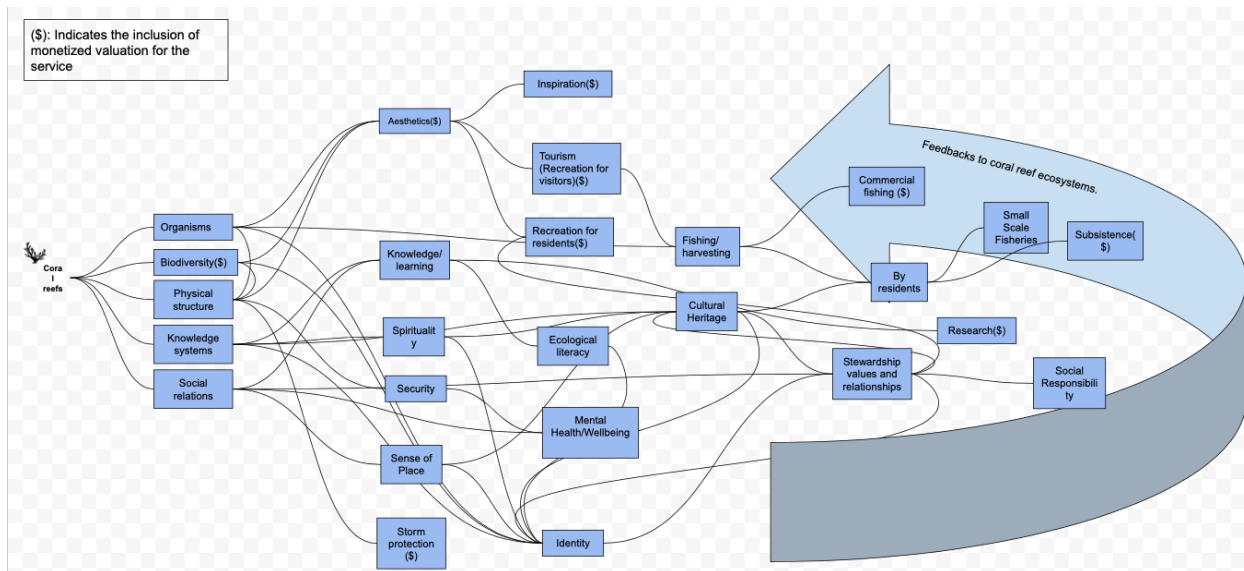 ($): Indicates the inclusion of
monetized valuation for the
service
Inspiration($)
Aesthetics($)
Tourism
(Recreation for
visitors)($)
Feedbacks to coral reef ecosystems.
Commercial
fishing ($)
Organisms
Recreation for
residents($)
Fishing/
harvesting
Small
Scale
Fisheries
Subsistence(
$)
Cora
l
reefs
Biodiversity($)
Knowledge/
learning
By
residents
Physical
structure
Cultural
Heritage
Knowledge
systems
Spiritualit
y
Ecological
literacy
Research($)
Social
relations
Security
Stewardship
values and
relationships
Social
Responsibili
ty
Mental
Health/Wellbeing
Sense of
Place
Storm
protection
($)
Identity